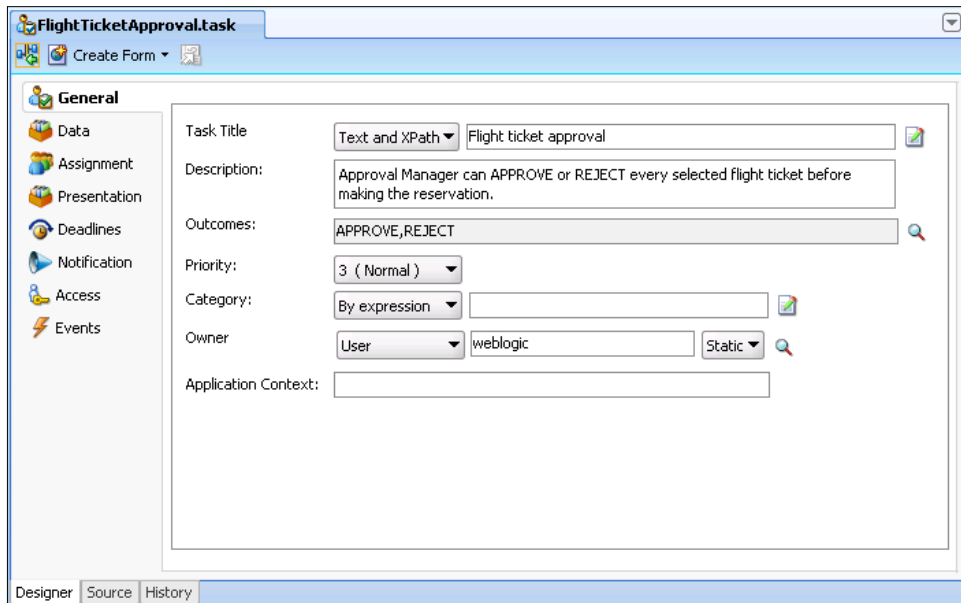 FlightTicketApproval.task
Create Form
General
Data
Assignment
Presentation
Deadlines
Notification
Access
Events
Task Title
Text and XPath
Flight ticket approval
Description:
Approval Manager can APPROVE or REJECT every selected flight ticket before
making the reservation.
Outcomes:
APPROVE,REJECT
Priority:
3 ( Normal )
Category:
By expression
Owner
User
weblogic
Static
Application Context:
Designer
Source
History